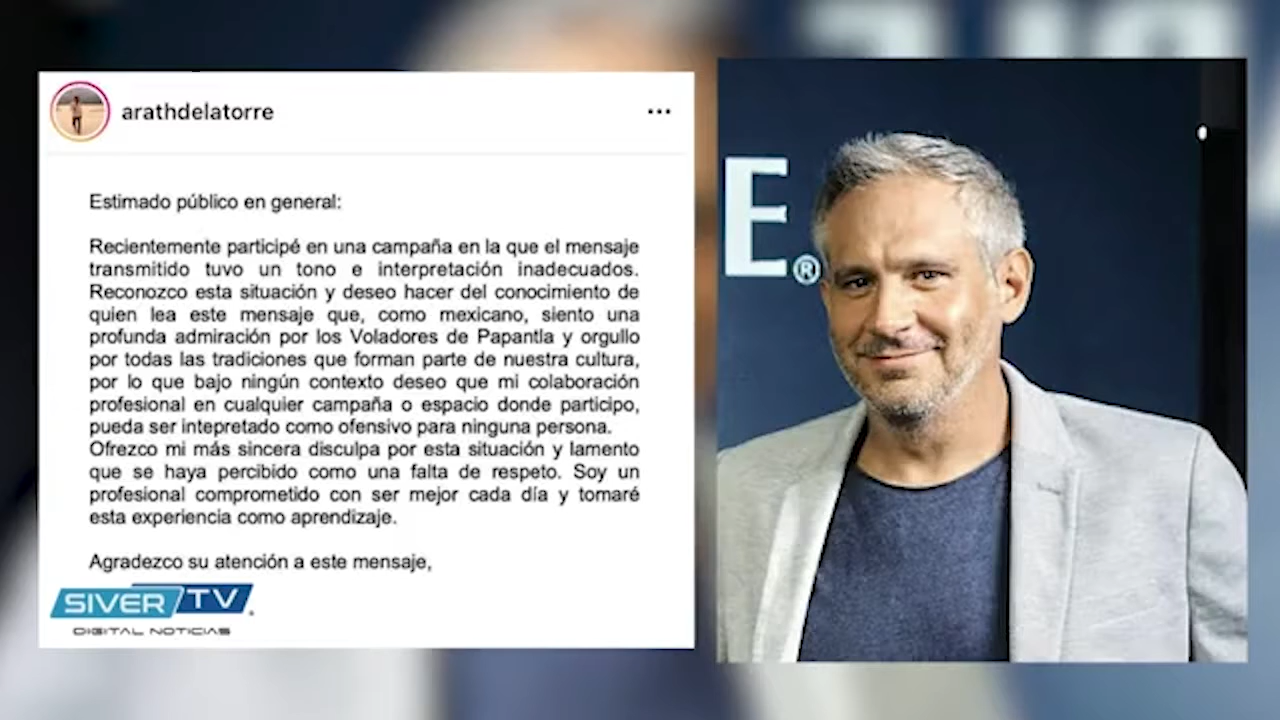 arathdelatorre
Estimado público en general:
Recientemente participé en una campaña en la que el mensaje
transmitido tuvo un tono e interpretación inadecuados.
Reconozco esta situación y deseo hacer del conocimiento de
quien lea este mensaje que, como mexicano, siento una
profunda admiración por los Voladores de Papantla y orgullo
por todas las tradiciones que forman parte de nuestra cultura,
por lo que bajo ningún contexto deseo que mi colaboración
profesional en cualquier campaña o espacio donde participo,
pueda ser intepretado como ofensivo para ninguna persona.
Ofrezco mi más sincera disculpa por esta situación y lamento
que se haya percibido como una falta de respeto. Soy un
profesional comprometido con ser mejor cada día y tomaré
esta experiencia como aprendizaje.
Agradezco su atención a este mensaje,
SIVER TV
DIGITAL NOTICIAS
E®